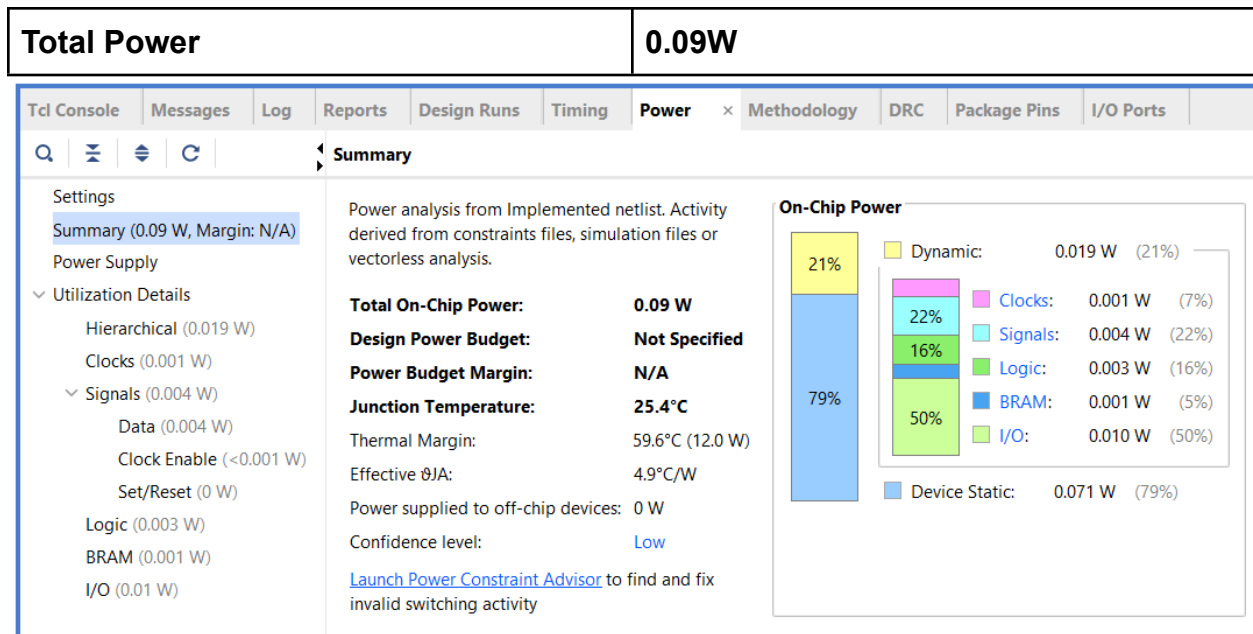 Total Power 0.09W
Tcl Console Messages Log Reports Design Runs Timing Power × Methodology DRC Package Pins I/O Ports
Summary
Settings
Summary (0.09 W, Margin: N/A)
Power Supply
Utilization Details
Hierarchical (0.019 W)
Clocks (0.001 W)
Signals (0.004 W)
Data (0.004 W)
Clock Enable (<0.001 W)
Set/Reset (0 W)
Logic (0.003 W)
BRAM (0.001 W)
I/O (0.01 W)
Power analysis from Implemented netlist. Activity
derived from constraints files, simulation files or
vectorless analysis.
Total On-Chip Power: 0.09 W
Design Power Budget: Not Specified
Power Budget Margin: N/A
Junction Temperature: 25.4°C
Thermal Margin: 59.6°C (12.0 W)
Effective ϑJA: 4.9°C/W
Power supplied to off-chip devices: 0 W
Confidence level: Low
Launch Power Constraint Advisor to find and fix
invalid switching activity
On-Chip Power
21%
79%
Dynamic: 0.019 W (21%)
22%
16%
50%
Clocks: 0.001 W (7%)
Signals: 0.004 W (22%)
Logic: 0.003 W (16%)
BRAM: 0.001 W (5%)
I/O: 0.010 W (50%)
Device Static: 0.071 W (79%)